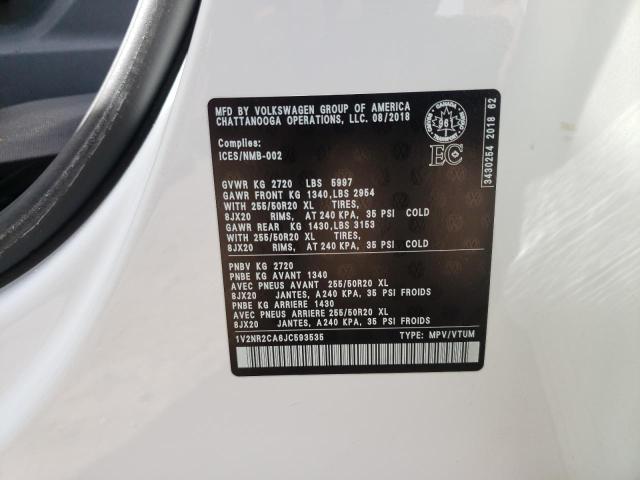 MFD BY VOLKSWAGEN GROUP OF AMERICA
CHATTANOOGA OPERATIONS, LLC. 08/2018
Complies:
ICES/NMB-002
CANADA
961
EC
GVWR KG 2720 LBS 5997
GAWR FRONT KG 1340,LBS 2954
WITH 255/50R20 XL TIRES,
8JX20 RIMS, AT 240 KPA, 35 PSI COLD
GAWR REAR KG 1430,LBS 3153
WITH 255/50R20 XL TIRES,
8JX20 RIMS, AT 240 KPA, 35 PSI COLD
PNBV KG 2720
PNBE KG AVANT 1340
AVEC PNEUS AVANT 255/50R20 XL
8JX20 JANTES, A 240 KPA, 35 PSI FROIDS
PNBE KG ARRIERE 1430
AVEC PNEUS ARRIERE 255/50R20 XL
8JX20 JANTES, A 240 KPA, 35 PSI FROIDS
1V2NR2CA6JC593535 TYPE: MPV/VTUM
3430254 2018 62